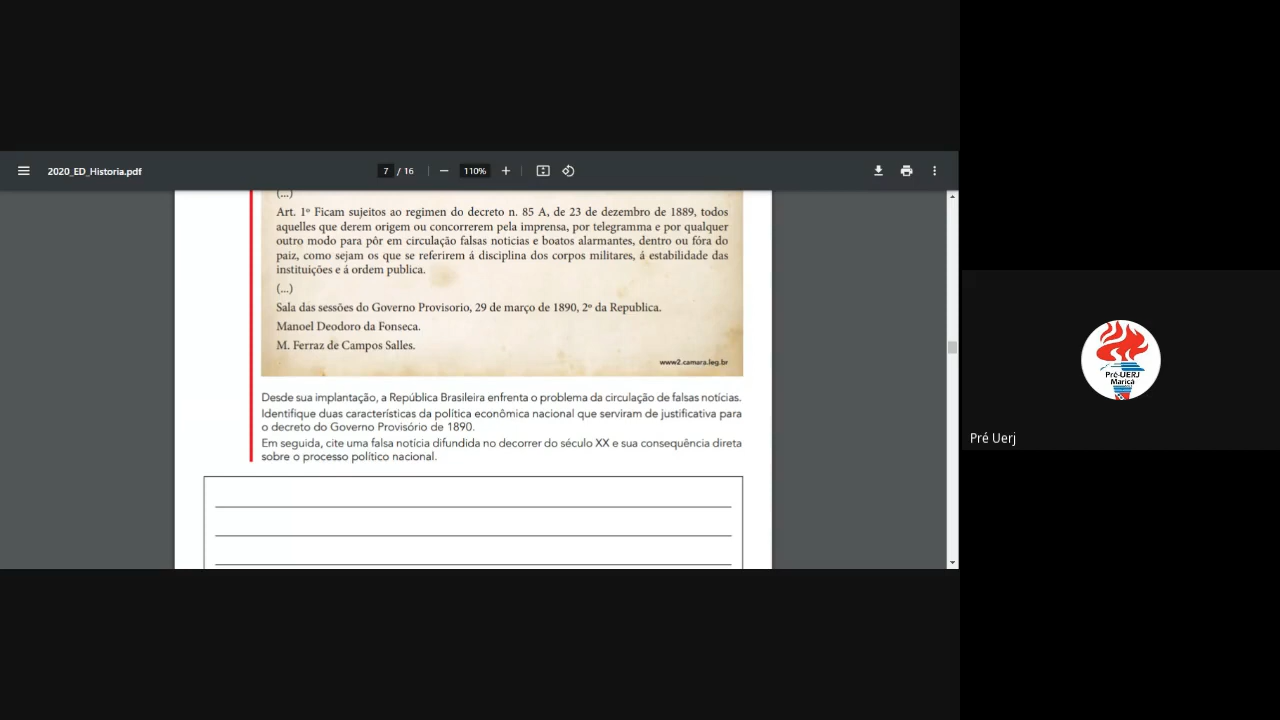 2020_ED_Historia.pdf
7 / 16
110%
(...)
Art. 1º Ficam sujeitos ao regimen do decreto n. 85 A, de 23 de dezembro de 1889, todos
aquelles que derem origem ou concorrerem pela imprensa, por telegramma e por qualquer
outro modo para pôr em circulação falsas noticias e boatos alarmantes, dentro ou fóra do
paiz, como sejam os que se referirem á disciplina dos corpos militares, á estabilidade das
instituições e á ordem publica.
(...)
Sala das sessões do Governo Provisorio, 29 de março de 1890, 2º da Republica.
Manoel Deodoro da Fonseca.
M. Ferraz de Campos Salles.
www2.camara.leg.br
Desde sua implantação, a República Brasileira enfrenta o problema da circulação de falsas notícias.
Identifique duas características da política econômica nacional que serviram de justificativa para
o decreto do Governo Provisório de 1890.
Em seguida, cite uma falsa notícia difundida no decorrer do século XX e sua consequência direta
sobre o processo político nacional.
Pré-UERJ
Maricá
Pré Uerj